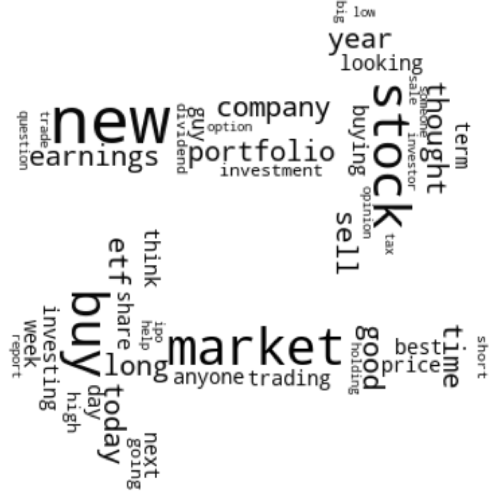 big
low
year
looking
sale
someone
thought
stock
company
new
trade
question
dividend
guy
option
buying
term
investor
earnings
portfolio
investment
opinion
sell
tax
think
etf
buy
share
ipo
help
investing
week
report
long
market
anyone
trading
good
holding
best
price
time
short
high
day
today
next
going